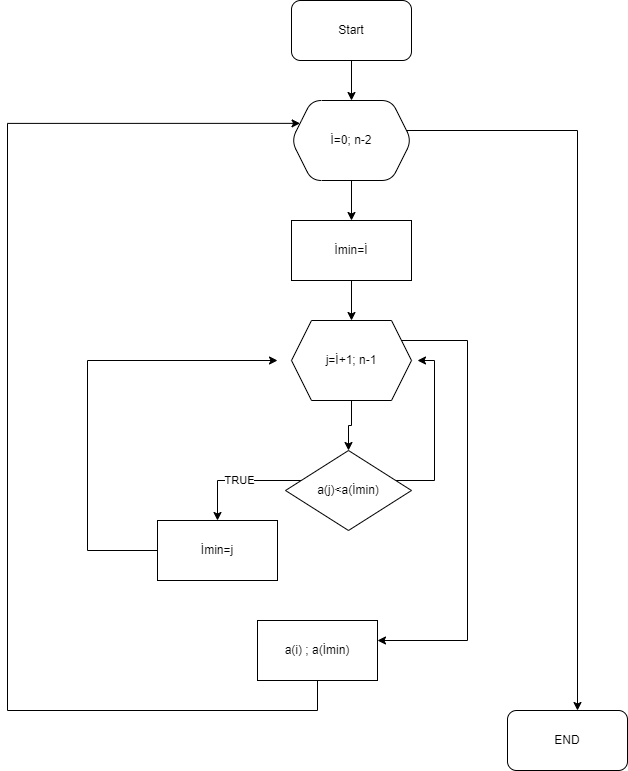 Start
İ=0; n-2
İmin=İ
j=İ+1; n-1
a(j)<a(İmin)
TRUE
İmin=j
a(i) ; a(İmin)
END